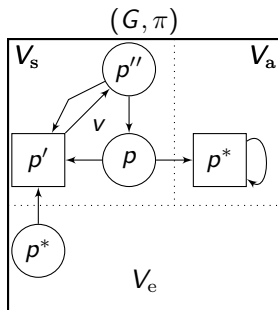 (G, π)
V_s p″ V_a
v
p′ p p*
p*
V_e